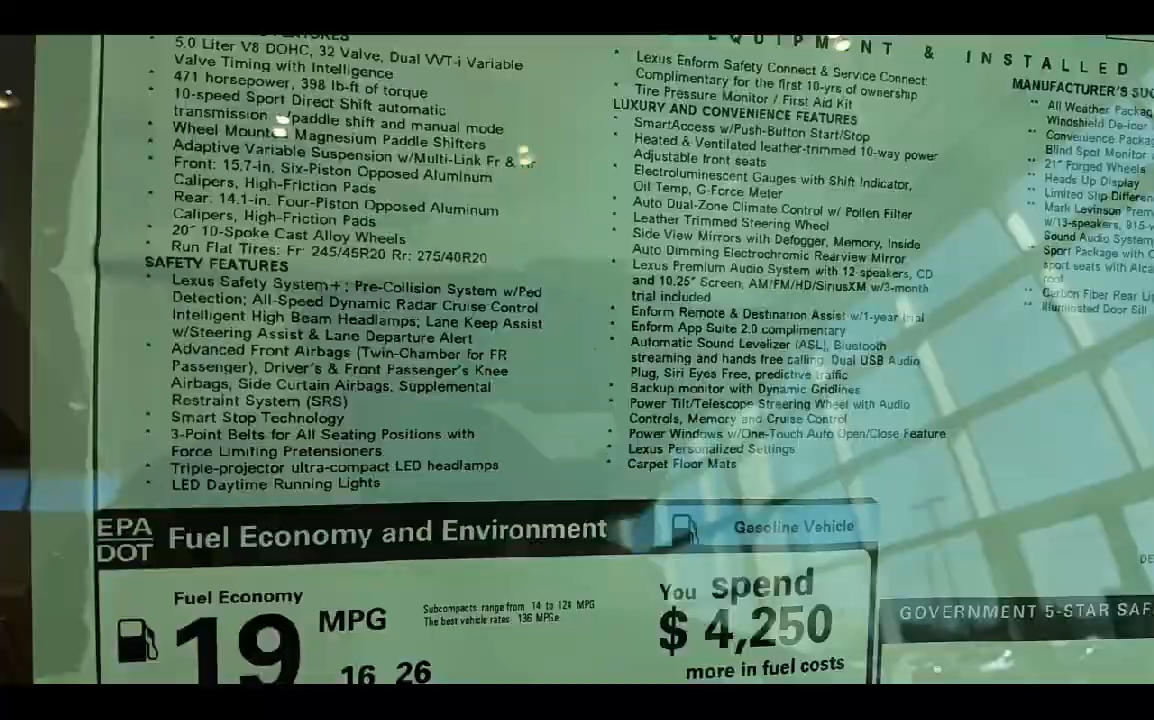 EQUIPMENT & INSTALLED
5.0 Liter V8 DOHC, 32 Valve, Dual VVT-i Variable
Valve Timing with Intelligence
471 horsepower, 398 lb-ft of torque
10-speed Sport Direct Shift automatic
transmission w/paddle shift and manual mode
Wheel Mounted Magnesium Paddle Shifters
Adaptive Variable Suspension w/Multi-Link Fr &
Front: 15.7-in. Six-Piston Opposed Aluminum
Calipers, High-Friction Pads
Rear: 14.1-in. Four-Piston Opposed Aluminum
Calipers, High-Friction Pads
20" 10-Spoke Cast Alloy Wheels
Run Flat Tires: Fr: 245/45R20 Rr: 275/40R20
SAFETY FEATURES
Lexus Safety System+: Pre-Collision System w/Ped
Detection; All-Speed Dynamic Radar Cruise Control
Intelligent High Beam Headlamps; Lane Keep Assist
w/Steering Assist & Lane Departure Alert
Advanced Front Airbags (Twin-Chamber for FR
Passenger), Driver's & Front Passenger's Knee
Airbags, Side Curtain Airbags. Supplemental
Restraint System (SRS)
Smart Stop Technology
3-Point Belts for All Seating Positions with
Force Limiting Pretensioners
Triple-projector ultra-compact LED headlamps
LED Daytime Running Lights
Lexus Enform Safety Connect & Service Connect
Complimentary for the first 10-yrs of ownership
Tire Pressure Monitor / First Aid Kit
LUXURY AND CONVENIENCE FEATURES
SmartAccess w/Push-Button Start/Stop
Heated & Ventilated leather-trimmed 10-way power
Adjustable front seats
Electroluminescent Gauges with Shift Indicator,
Oil Temp, G-Force Meter
Auto Dual-Zone Climate Control w/ Pollen Filter
Leather Trimmed Steering Wheel
Side View Mirrors with Defogger, Memory, Inside
Auto Dimming Electrochromic Rearview Mirror
Lexus Premium Audio System with 12-speakers, CD
and 10.25" Screen, AM/FM/HD/SiriusXM w/3-month
trial included
Enform Remote & Destination Assist w/1-year trial
Enform App Suite 2.0 complimentary
Automatic Sound Levelizer (ASL), Bluetooth
streaming and hands free calling, Dual USB Audio
Plug, Siri Eyes Free, predictive traffic
Backup monitor with Dynamic Gridlines
Power Tilt/Telescope Streering Wheel with Audio
Controls, Memory and Cruise Control
Power Windows w/One-Touch Auto Open/Close Feature
Lexus Personalized Settings
Carpet Floor Mats
MANUFACTURER'S SUG
** All Weather Packag
Windshield De-icer
** Convenience Packa
Blind Spot Monitor
** 21" Forged Wheels
** Heads Up Display
** Limited Slip Differen
** Mark Levinson Prem
w/13-speakers, 915-w
Sound Audio System
** Sport Package with C
sport seats with Alca
roof
** Carbon Fiber Rear
** Illuminated Door Sill
EPA
DOT
Fuel Economy and Environment
Gasoline Vehicle
Fuel Economy
19 MPG
Subcompacts range from 14 to 124 MPG
The best vehicle rates 136 MPGe
16 26
You spend
$ 4,250
more in fuel costs
GOVERNMENT 5-STAR SAF